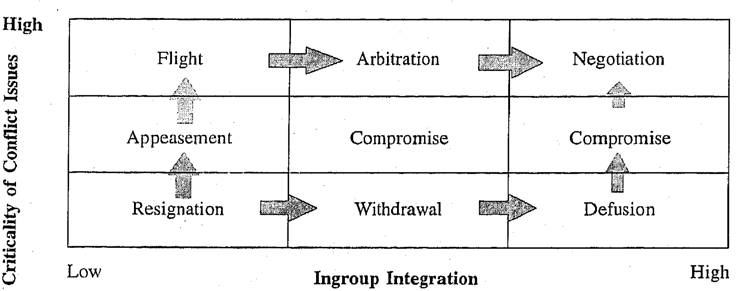 High
Criticality of Conflict Issues
Flight Arbitration Negotiation
Appeasement Compromise Compromise
Resignation Withdrawal Defusion
Low Ingroup Integration High